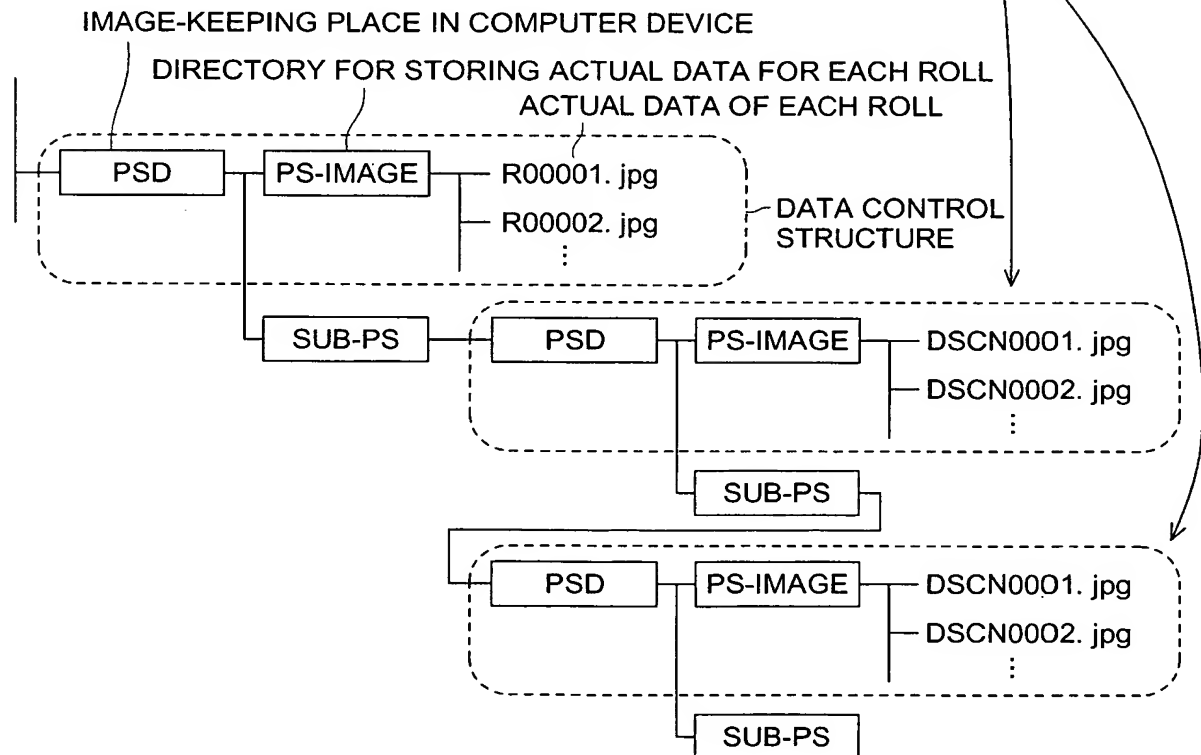 IMAGE-KEEPING PLACE IN COMPUTER DEVICE
DIRECTORY FOR STORING ACTUAL DATA FOR EACH ROLL
ACTUAL DATA OF EACH ROLL
PSD PS-IMAGE R00001. jpg
R00002. jpg
⋮
DATA CONTROL
STRUCTURE
SUB-PS PSD PS-IMAGE DSCN0001. jpg
DSCN0002. jpg
⋮
SUB-PS
PSD PS-IMAGE DSCN0001. jpg
DSCN0002. jpg
⋮
SUB-PS